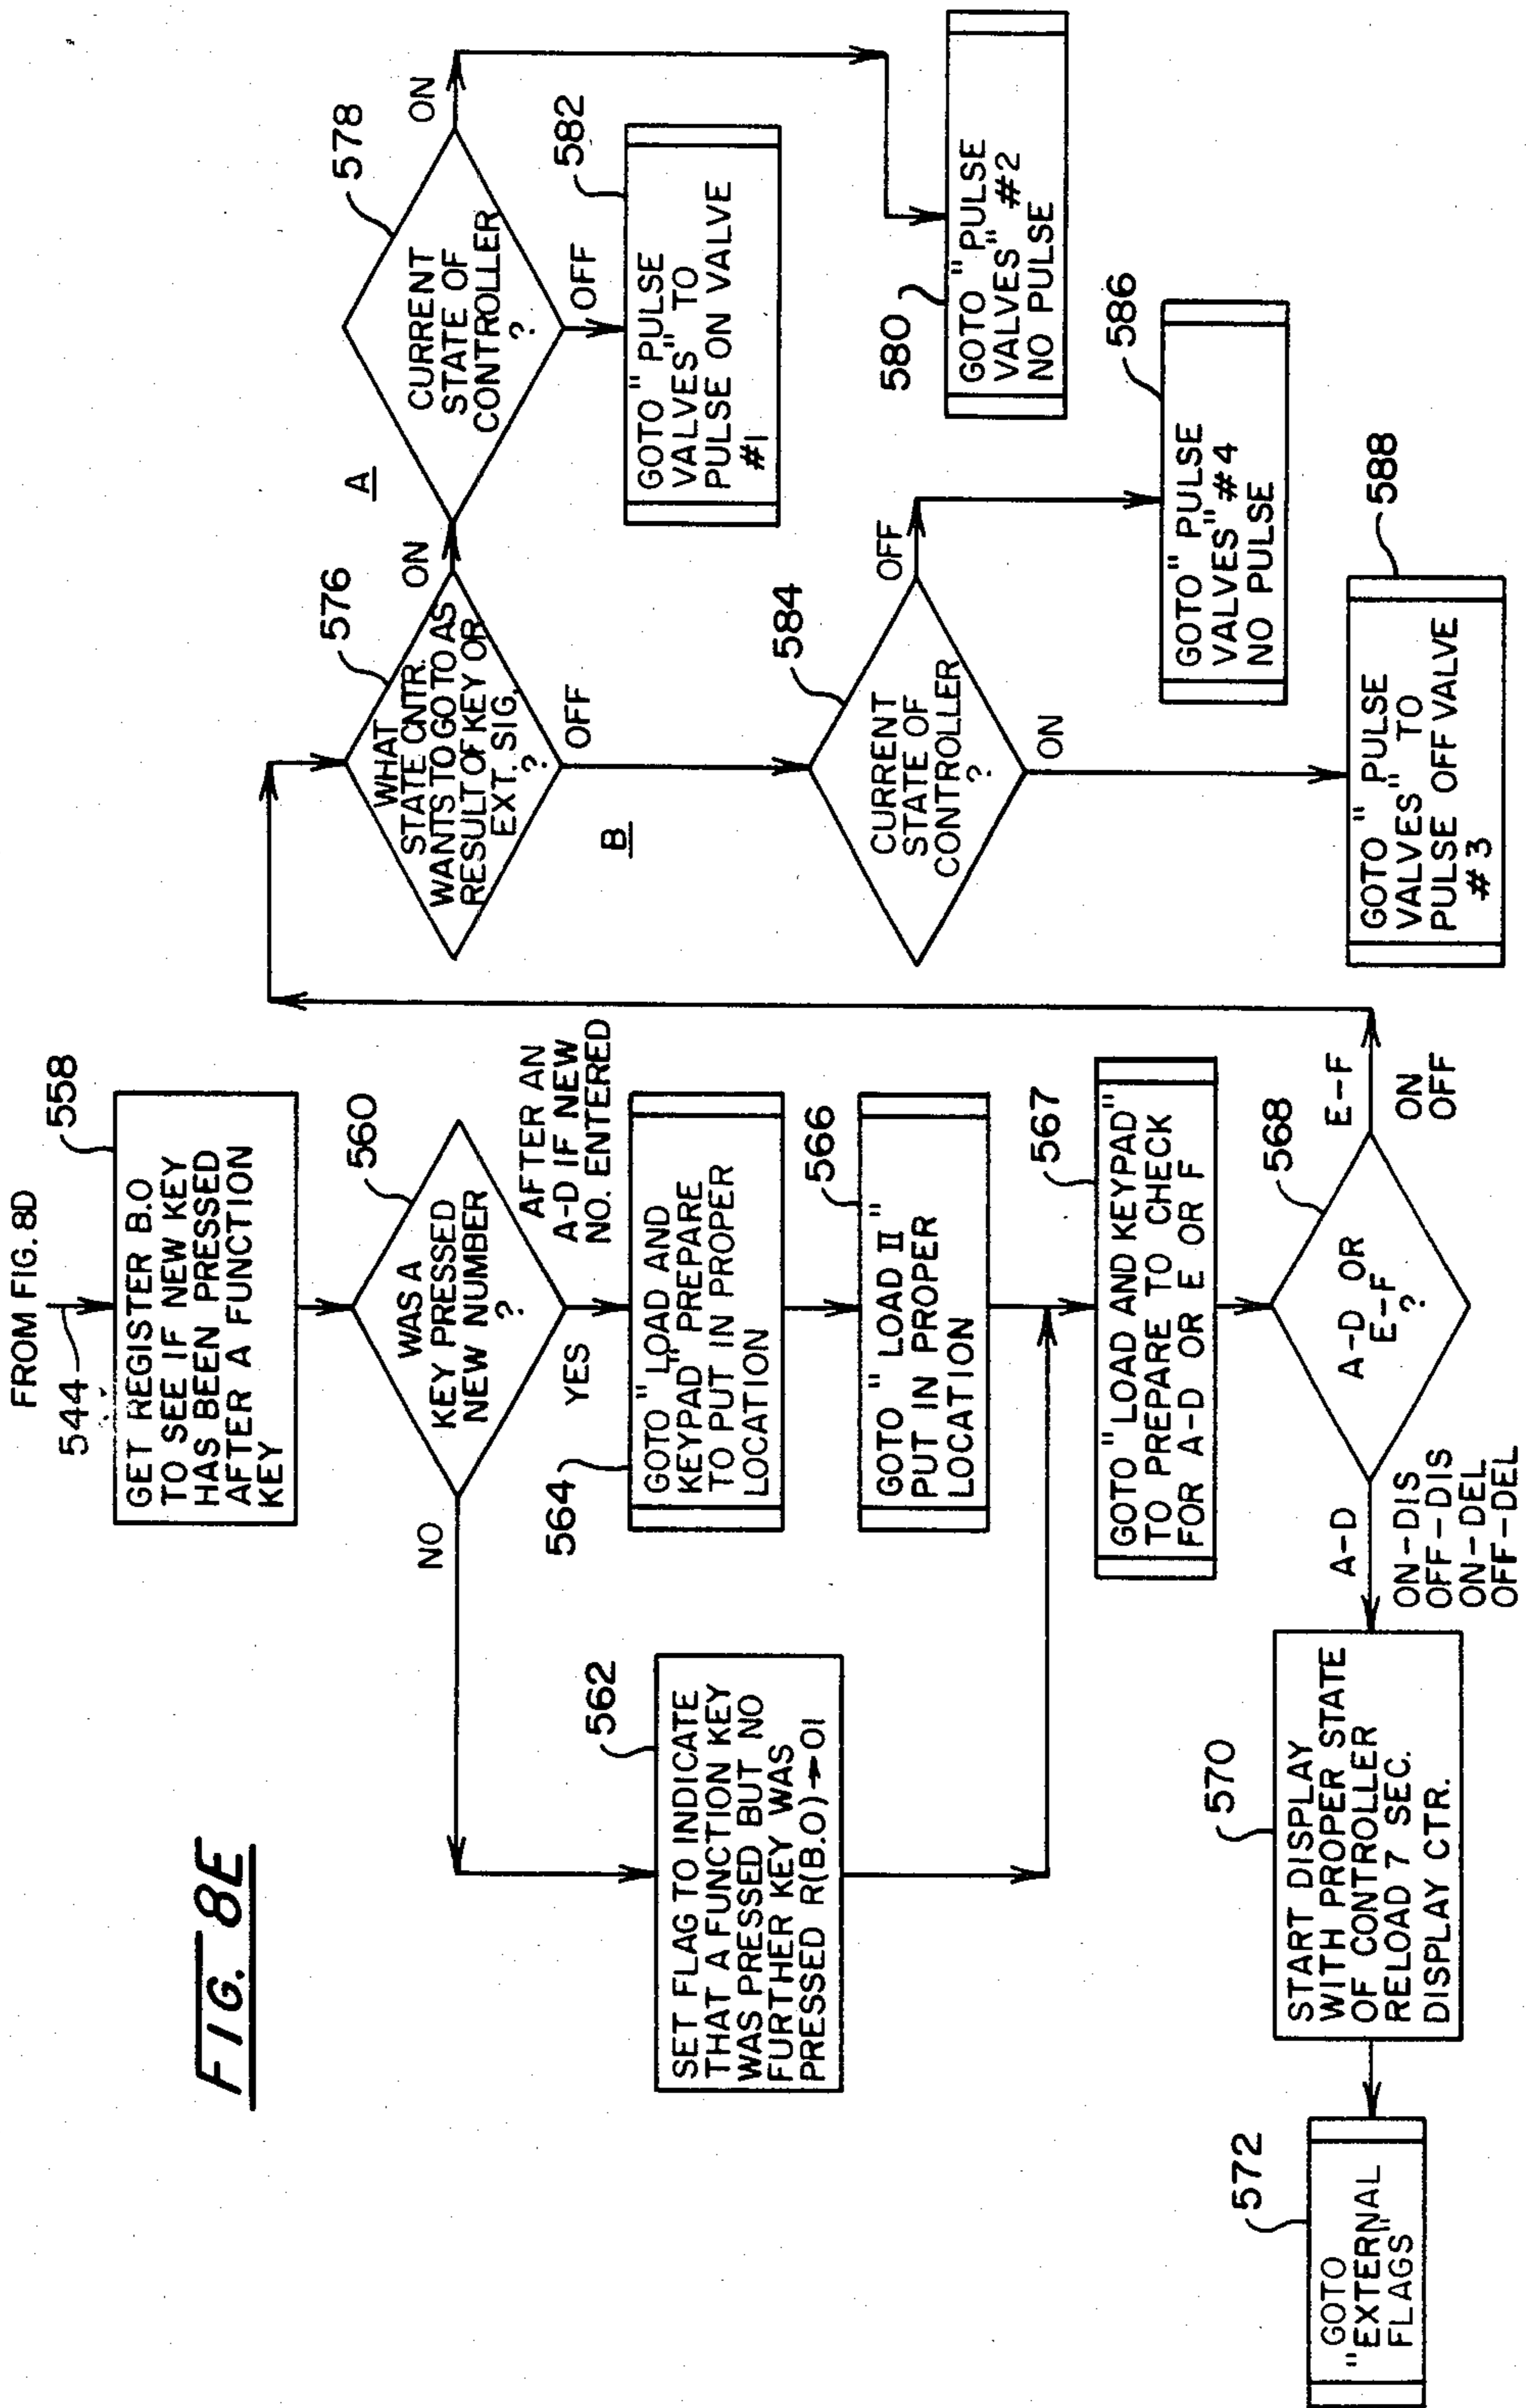 FIG. 8E
FROM FIG. 8D
544
558
GET REGISTER B.O
TO SEE IF NEW KEY
HAS BEEN PRESSED
AFTER A FUNCTION
KEY
560
WAS A
KEY PRESSED
NEW NUMBER
?
NO
YES
AFTER AN
A-D IF NEW
NO. ENTERED
562
SET FLAG TO INDICATE
THAT A FUNCTION KEY
WAS PRESSED BUT NO
FURTHER KEY WAS
PRESSED R(B.O)→01
564
GOTO "LOAD AND
KEYPAD" PREPARE
TO PUT IN PROPER
LOCATION
566
GOTO "LOAD II"
PUT IN PROPER
LOCATION
567
GOTO "LOAD AND KEYPAD"
TO PREPARE TO CHECK
FOR A-D OR E OR F
568
A-D OR
E-F
?
A-D
ON-DIS
OFF-DIS
ON-DEL
OFF-DEL
E-F
ON
OFF
570
START DISPLAY
WITH PROPER STATE
OF CONTROLLER
RELOAD 7 SEC.
DISPLAY CTR.
572
GOTO
"EXTERNAL
FLAGS"
576
WHAT
STATE CNTR.
WANTS TO GO TO AS
RESULT OF KEY OR
EXT. SIG.
?
ON
OFF
A
B
578
CURRENT
STATE OF
CONTROLLER
?
ON
OFF
582
GOTO "PULSE
VALVES" TO
PULSE ON VALVE
#1
580
GOTO "PULSE
VALVES" #2
NO PULSE
584
CURRENT
STATE OF
CONTROLLER
?
OFF
ON
586
GOTO "PULSE
VALVES" #4
NO PULSE
588
GOTO "PULSE
VALVES" TO
PULSE OFF VALVE
#3